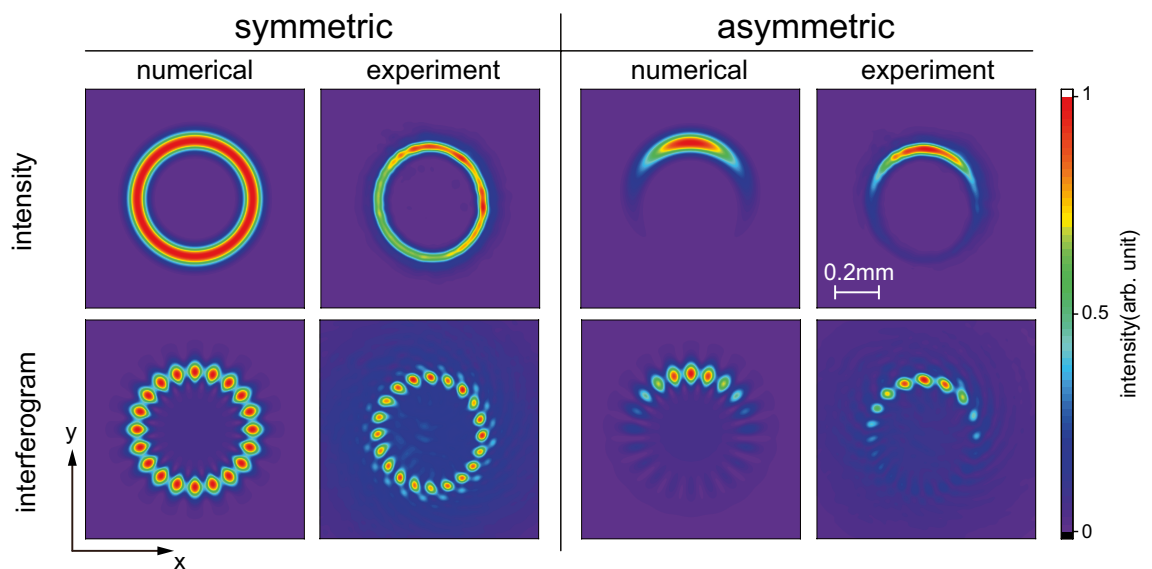 symmetric asymmetric
numerical experiment numerical experiment
intensity
0.2mm
interferogram
y
x
1
0.5
0
intensity(arb. unit)